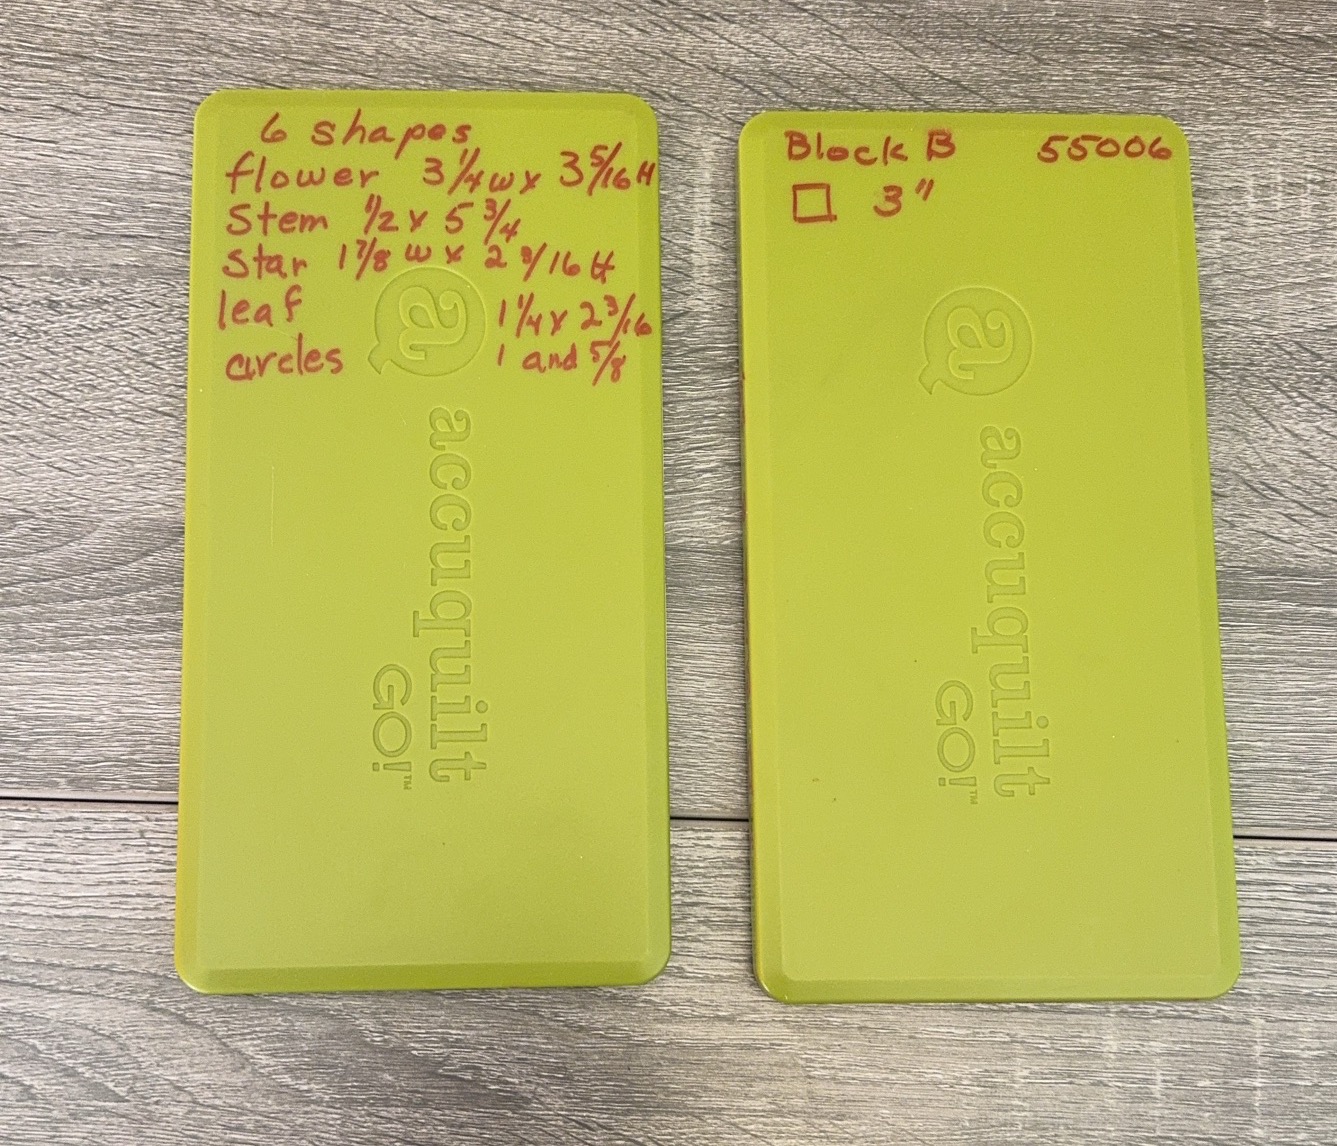 6 shapes
flower 3 1/4 w x 3 5/16 H
Stem 1/2 x 5 3/4
Star 1 7/8 w x 2 3/16 H
leaf 1 1/4 x 2 3/16
circles 1 and 5/8
a
accuquilt
GO!™
Block B 55006
3"
a
accuquilt
GO!™